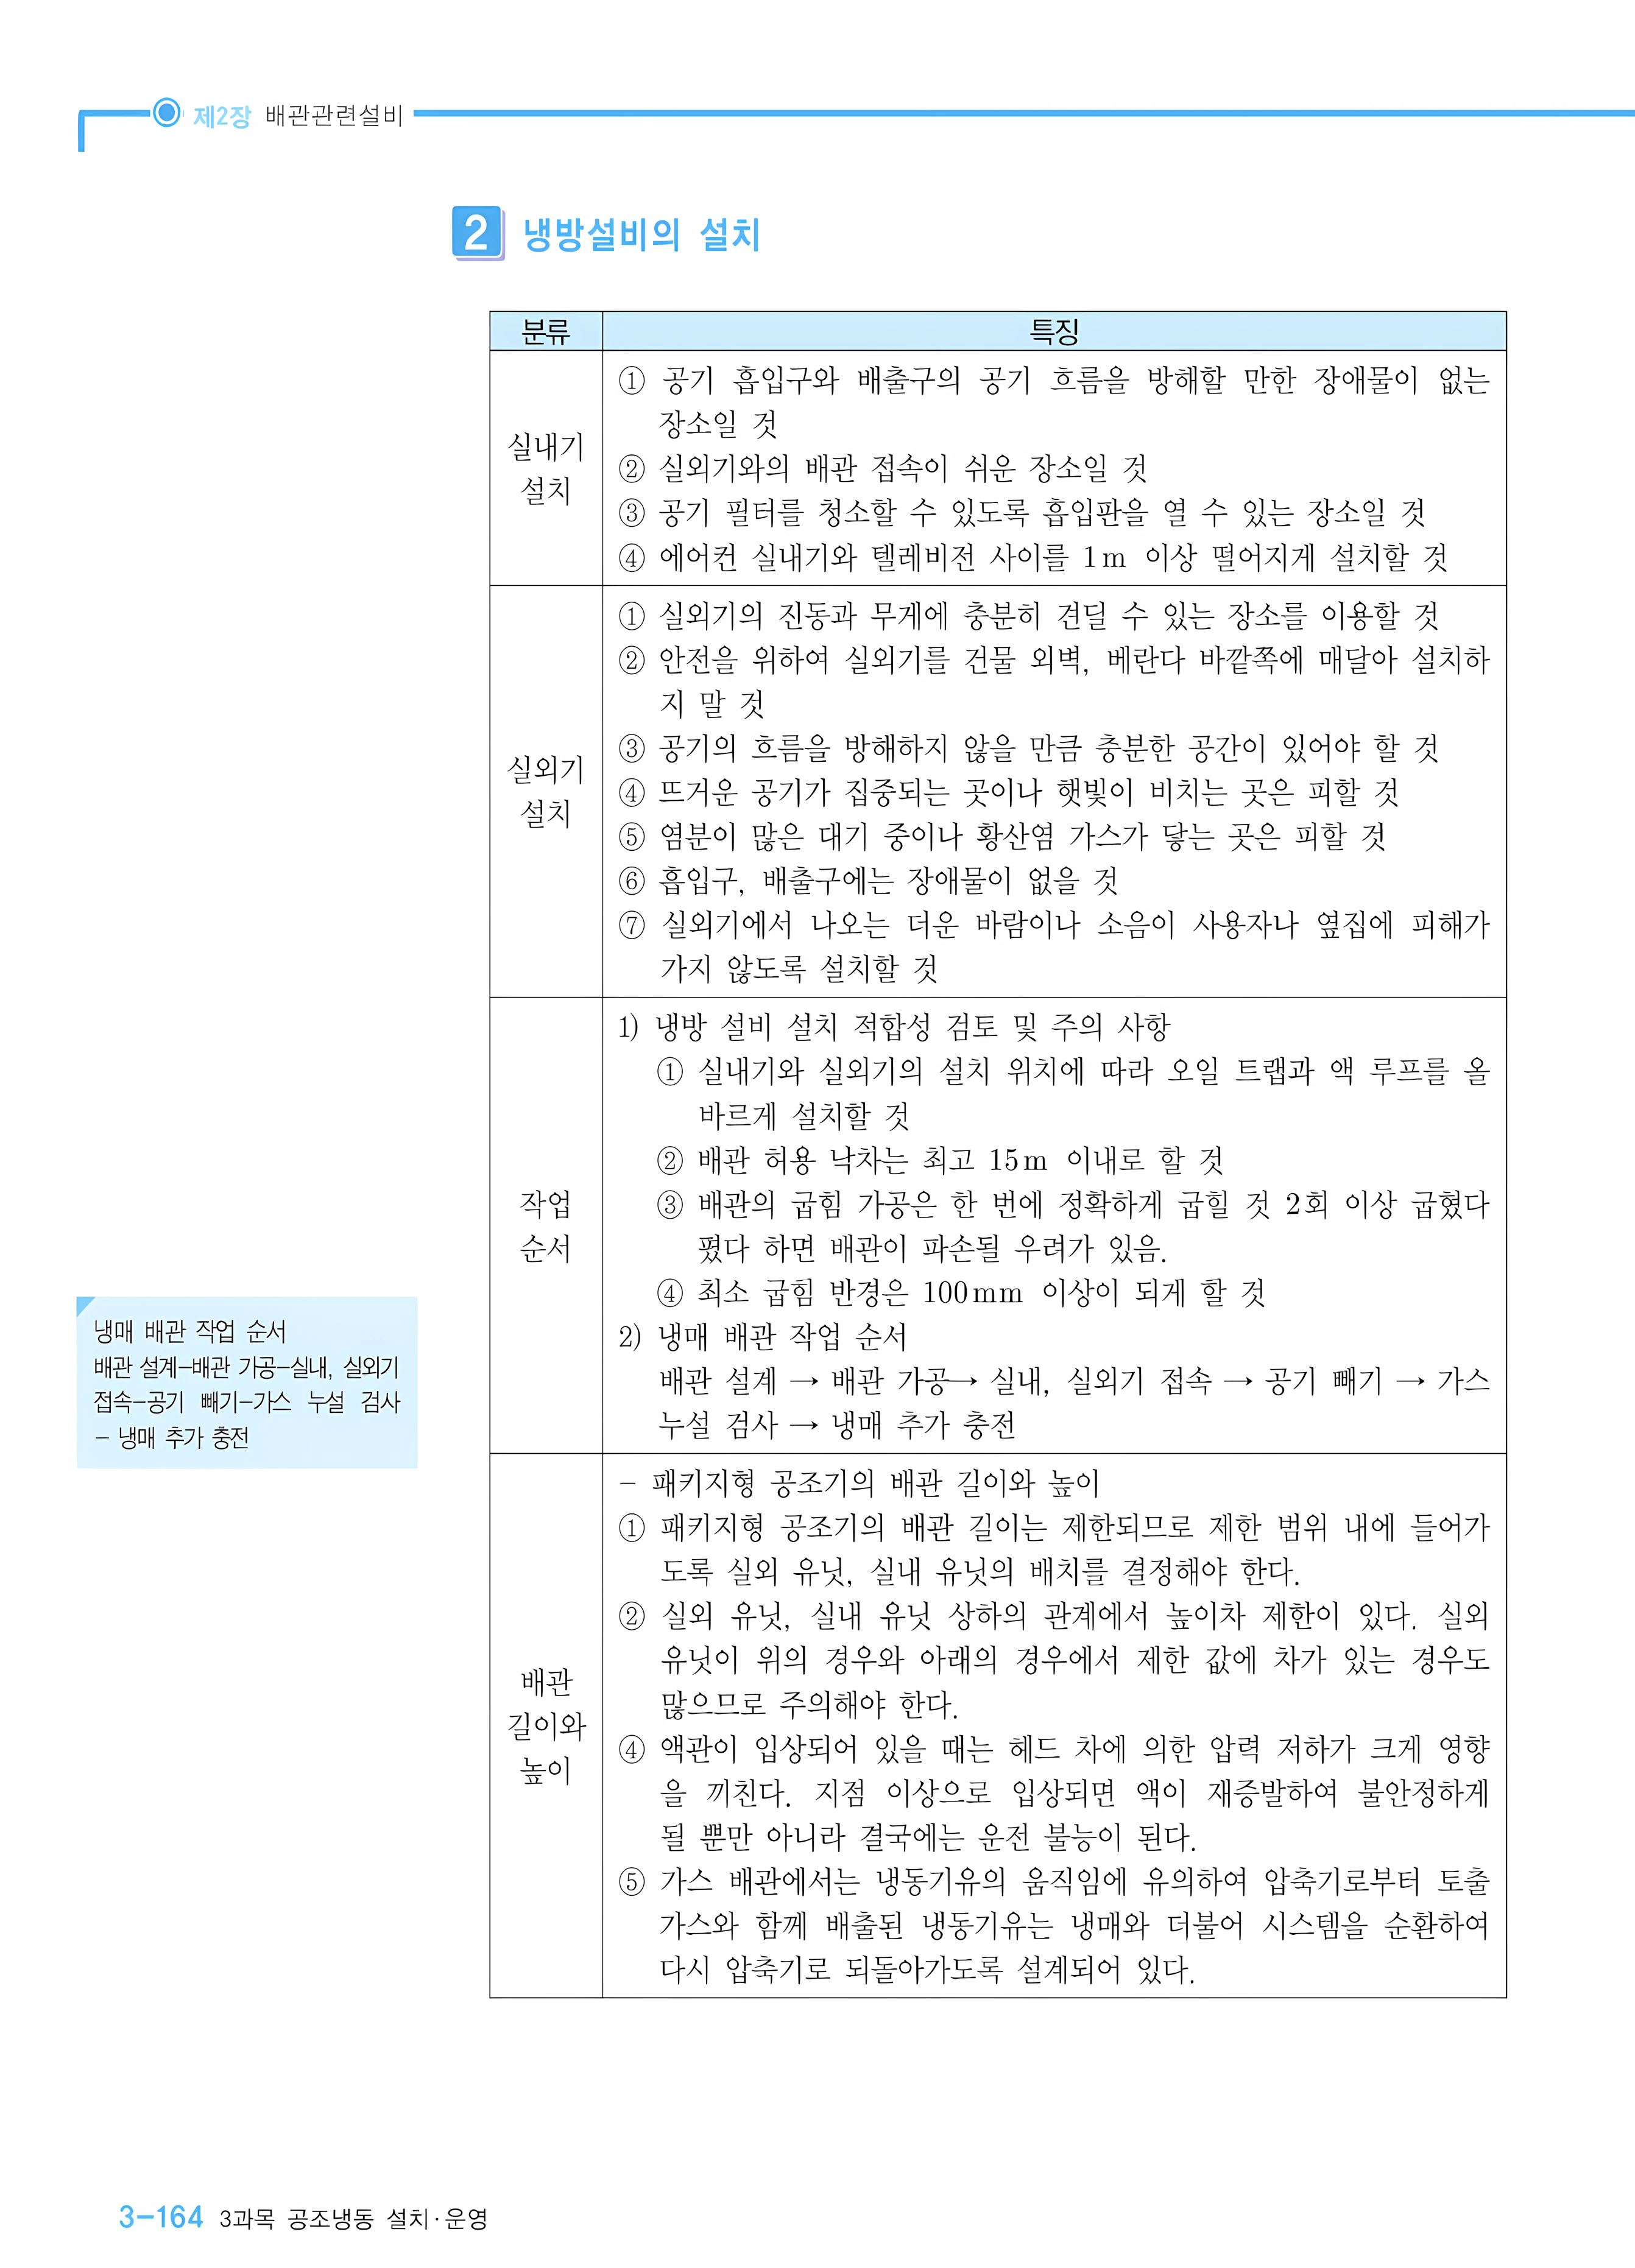 제2장 배관관련설비
2 냉방설비의 설치
분류 특징
실내기
설치
① 공기 흡입구와 배출구의 공기 흐름을 방해할 만한 장애물이 없는
장소일 것
② 실외기와의 배관 접속이 쉬운 장소일 것
③ 공기 필터를 청소할 수 있도록 흡입판을 열 수 있는 장소일 것
④ 에어컨 실내기와 텔레비전 사이를 1m 이상 떨어지게 설치할 것
실외기
설치
① 실외기의 진동과 무게에 충분히 견딜 수 있는 장소를 이용할 것
② 안전을 위하여 실외기를 건물 외벽, 베란다 바깥쪽에 매달아 설치하
지 말 것
③ 공기의 흐름을 방해하지 않을 만큼 충분한 공간이 있어야 할 것
④ 뜨거운 공기가 집중되는 곳이나 햇빛이 비치는 곳은 피할 것
⑤ 염분이 많은 대기 중이나 황산염 가스가 닿는 곳은 피할 것
⑥ 흡입구, 배출구에는 장애물이 없을 것
⑦ 실외기에서 나오는 더운 바람이나 소음이 사용자나 옆집에 피해가
가지 않도록 설치할 것
작업
순서
1) 냉방 설비 설치 적합성 검토 및 주의 사항
① 실내기와 실외기의 설치 위치에 따라 오일 트랩과 액 루프를 올
바르게 설치할 것
② 배관 허용 낙차는 최고 15m 이내로 할 것
③ 배관의 굽힘 가공은 한 번에 정확하게 굽힐 것 2회 이상 굽혔다
폈다 하면 배관이 파손될 우려가 있음.
④ 최소 굽힘 반경은 100mm 이상이 되게 할 것
2) 냉매 배관 작업 순서
배관 설계 → 배관 가공→ 실내, 실외기 접속 → 공기 빼기 → 가스
누설 검사 → 냉매 추가 충전
냉매 배관 작업 순서
배관 설계-배관 가공-실내, 실외기
접속-공기 빼기-가스 누설 검사
- 냉매 추가 충전
배관
길이와
높이
- 패키지형 공조기의 배관 길이와 높이
① 패키지형 공조기의 배관 길이는 제한되므로 제한 범위 내에 들어가
도록 실외 유닛, 실내 유닛의 배치를 결정해야 한다.
② 실외 유닛, 실내 유닛 상하의 관계에서 높이차 제한이 있다. 실외
유닛이 위의 경우와 아래의 경우에서 제한 값에 차가 있는 경우도
많으므로 주의해야 한다.
④ 액관이 입상되어 있을 때는 헤드 차에 의한 압력 저하가 크게 영향
을 끼친다. 지점 이상으로 입상되면 액이 재증발하여 불안정하게
될 뿐만 아니라 결국에는 운전 불능이 된다.
⑤ 가스 배관에서는 냉동기유의 움직임에 유의하여 압축기로부터 토출
가스와 함께 배출된 냉동기유는 냉매와 더불어 시스템을 순환하여
다시 압축기로 되돌아가도록 설계되어 있다.
3-164 3과목 공조냉동 설치·운영